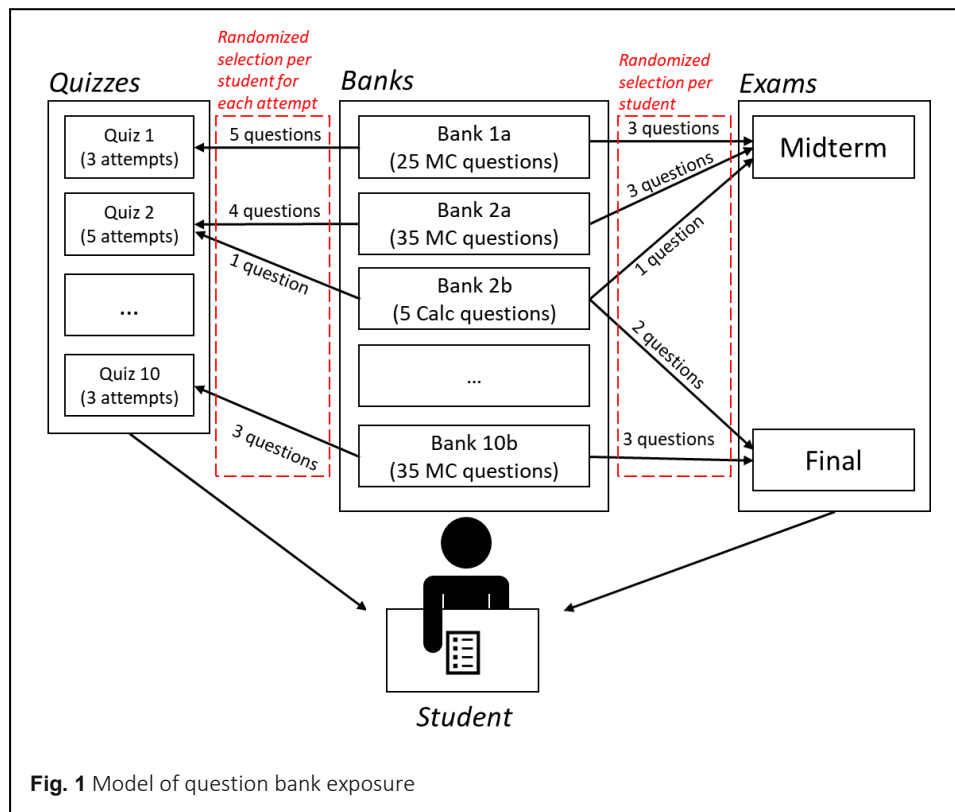 Quizzes
Randomized
selection per
student for
each attempt
Banks
Randomized
selection per
student
Exams
Quiz 1
(3 attempts)
5 questions
Bank 1a
(25 MC questions)
3 questions
Midterm
Quiz 2
(5 attempts)
4 questions
Bank 2a
(35 MC questions)
3 questions
1 question
Bank 2b
(5 Calc questions)
1 question
2 questions
...
...
Quiz 10
(3 attempts)
3 questions
Bank 10b
(35 MC questions)
3 questions
Final
Student
Fig. 1 Model of question bank exposure